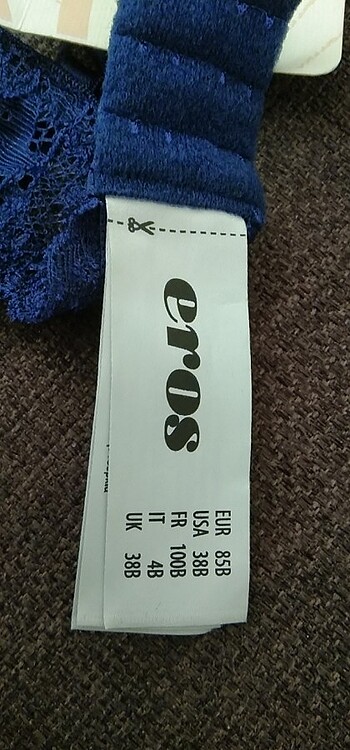 eros
EUR 85B
USA 38B
FR 100B
IT 4B
UK 38B